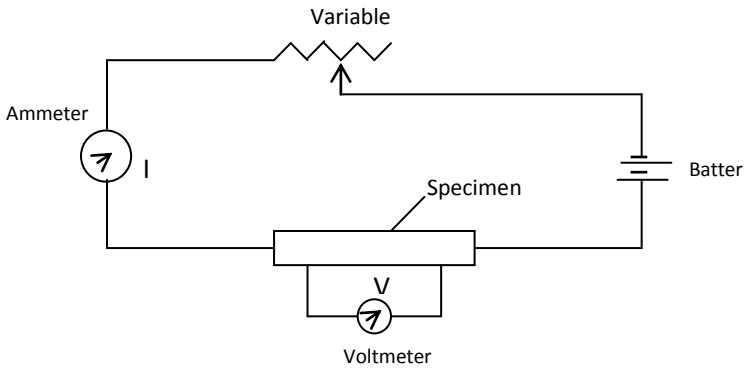 Variable
Ammeter
I
Batter
Specimen
V
Voltmeter